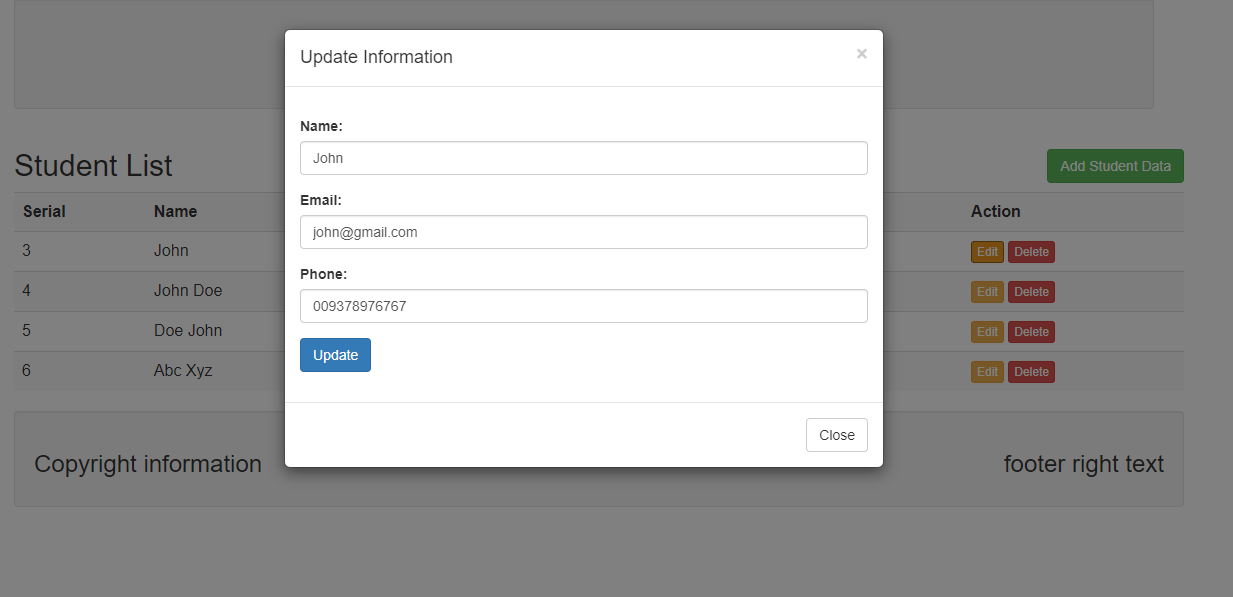 Update Information ×
Name:
John
Email:
john@gmail.com
Phone:
009378976767
Update
Close
Student List Add Student Data
Serial Name Action
3 John Edit Delete
4 John Doe Edit Delete
5 Doe John Edit Delete
6 Abc Xyz Edit Delete
Copyright information footer right text